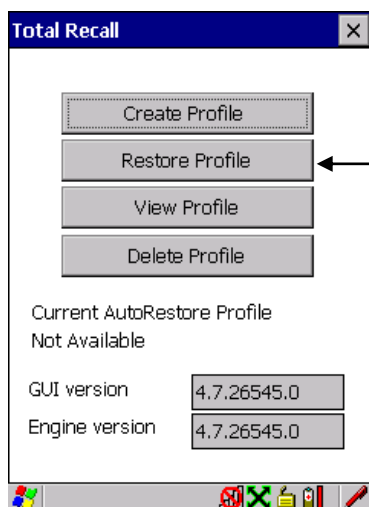 Total Recall
Create Profile
Restore Profile
View Profile
Delete Profile
Current AutoRestore Profile
Not Available
GUI version 4.7.26545.0
Engine version 4.7.26545.0